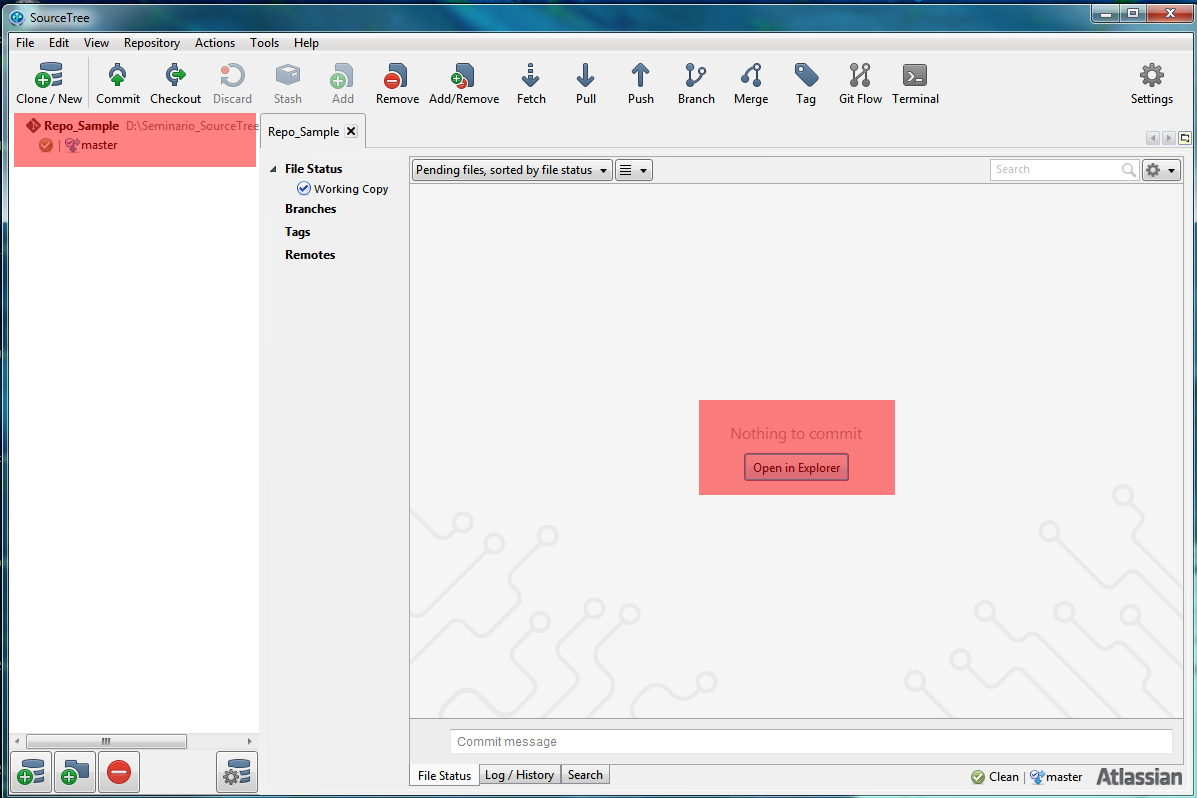 SourceTree
File Edit View Repository Actions Tools Help
Clone / New Commit Checkout Discard Stash Add Remove Add/Remove Fetch Pull Push Branch Merge Tag Git Flow Terminal Settings
Repo_Sample D:\Seminario_SourceTree
master
Repo_Sample
File Status
Working Copy
Branches
Tags
Remotes
Pending files, sorted by file status
Search
Nothing to commit
Open in Explorer
Commit message
File Status Log / History Search
Clean master Atlassian